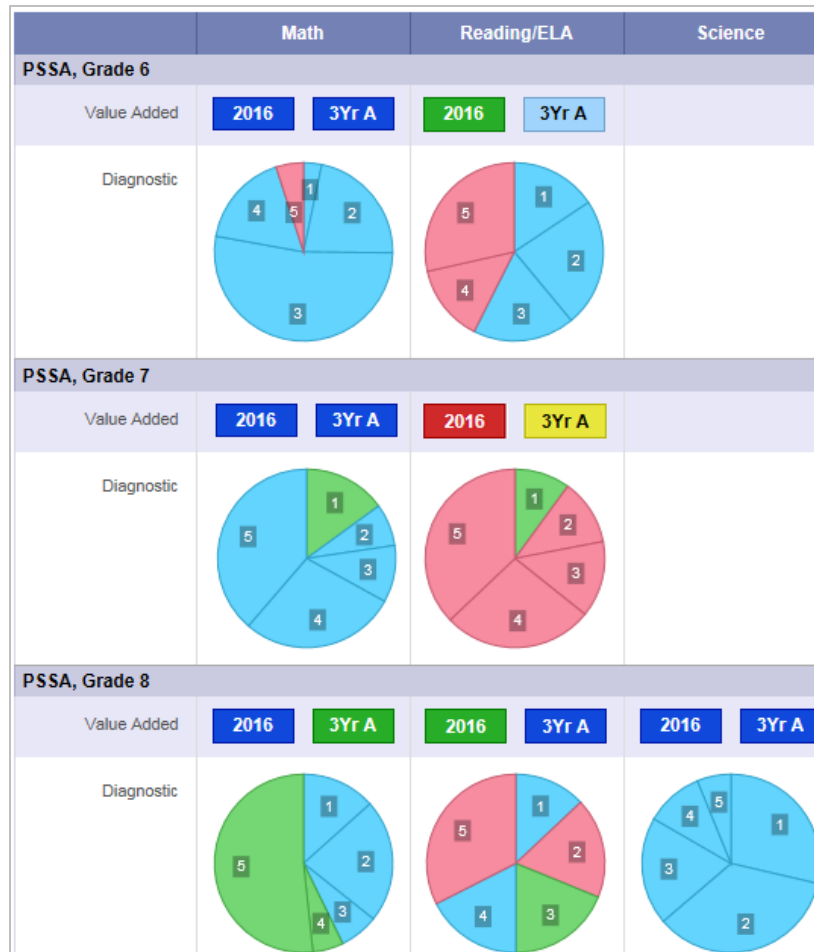 Math Reading/ELA Science
PSSA, Grade 6
Value Added 2016 3Yr A 2016 3Yr A
Diagnostic
1 2 3 4 5
1 2 3 4 5
PSSA, Grade 7
Value Added 2016 3Yr A 2016 3Yr A
Diagnostic
1 2 3 4 5
1 2 3 4 5
PSSA, Grade 8
Value Added 2016 3Yr A 2016 3Yr A 2016 3Yr A
Diagnostic
1 2 3 4 5
1 2 3 4 5
1 2 3 4 5